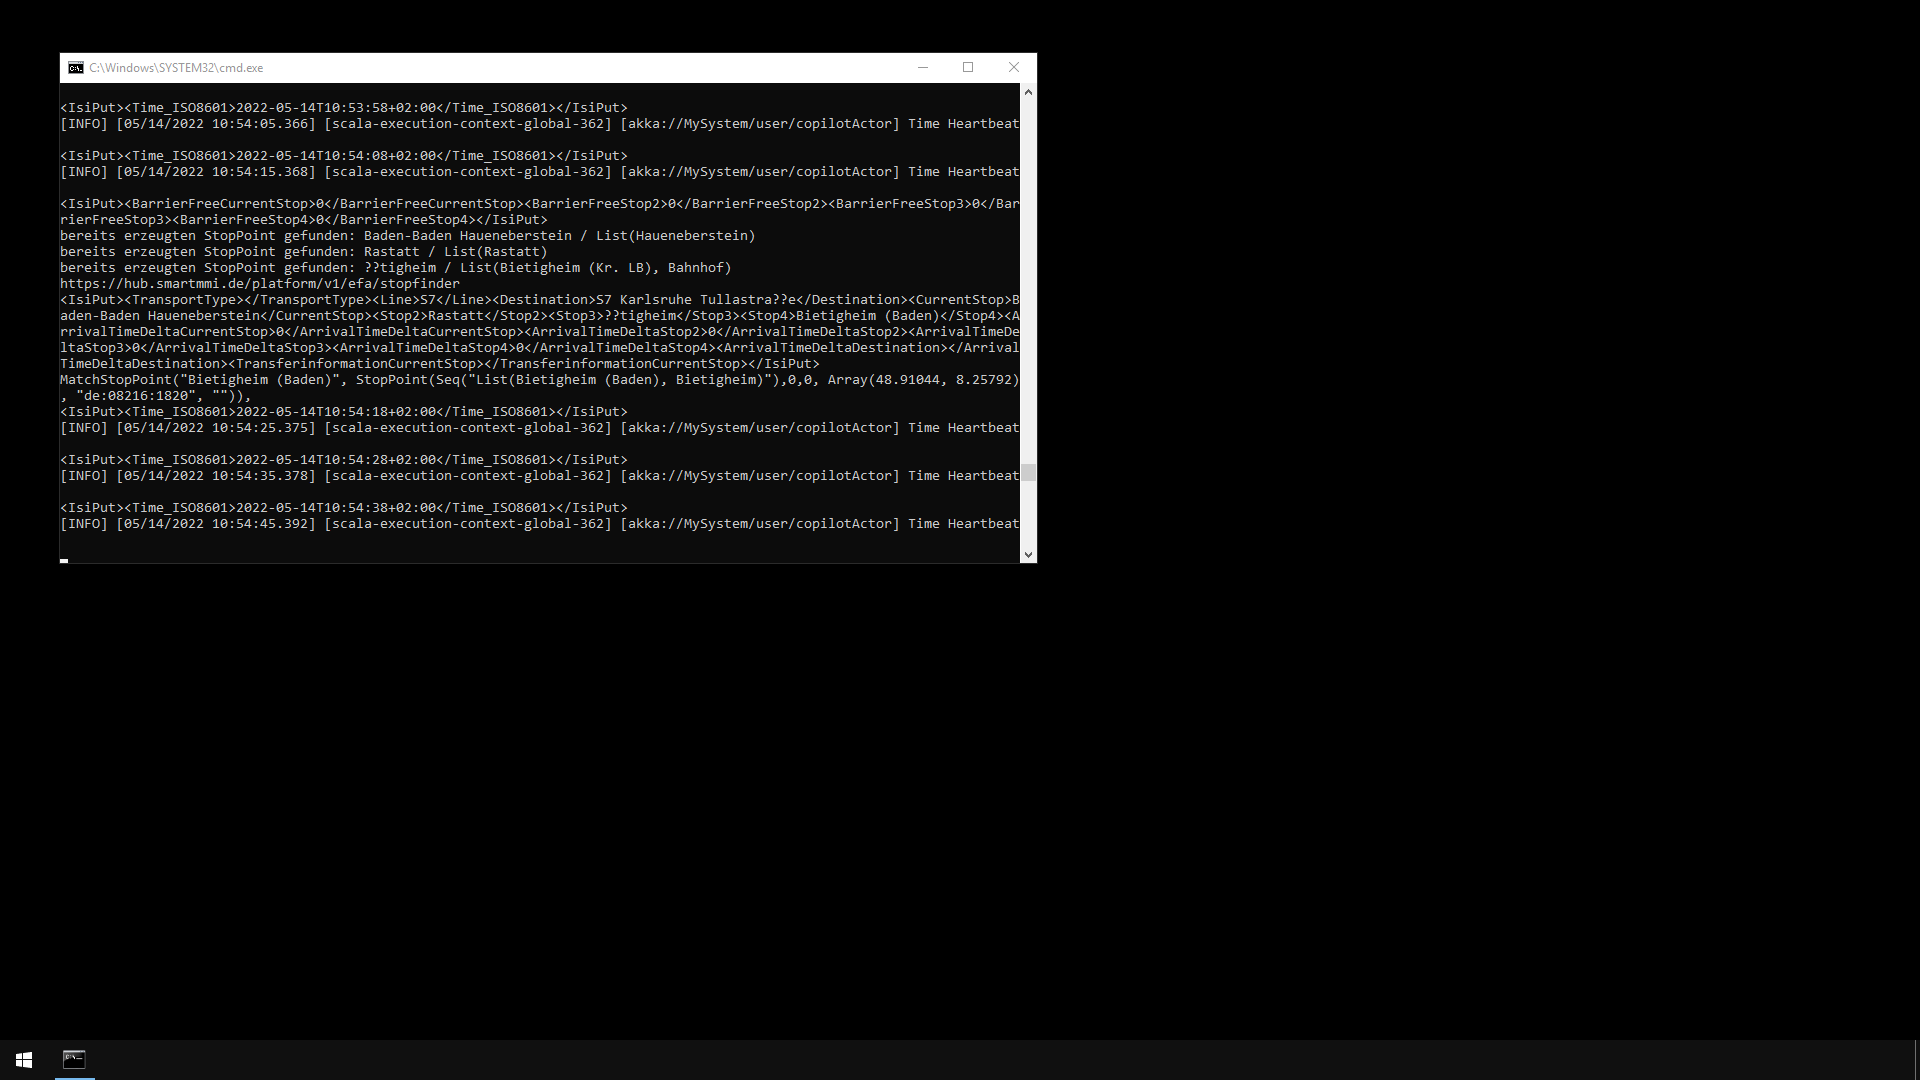 C:\Windows\SYSTEM32\cmd.exe
<IsiPut><Time_ISO8601>2022-05-14T10:53:58+02:00</Time_ISO8601></IsiPut>
[INFO] [05/14/2022 10:54:05.366] [scala-execution-context-global-362] [akka://MySystem/user/copilotActor] Time Heartbeat
<IsiPut><Time_ISO8601>2022-05-14T10:54:08+02:00</Time_ISO8601></IsiPut>
[INFO] [05/14/2022 10:54:15.368] [scala-execution-context-global-362] [akka://MySystem/user/copilotActor] Time Heartbeat
<IsiPut><BarrierFreeCurrentStop>0</BarrierFreeCurrentStop><BarrierFreeStop2>0</BarrierFreeStop2><BarrierFreeStop3>0</Bar
rierFreeStop3><BarrierFreeStop4>0</BarrierFreeStop4></IsiPut>
bereits erzeugten StopPoint gefunden: Baden-Baden Haueneberstein / List(Haueneberstein)
bereits erzeugten StopPoint gefunden: Rastatt / List(Rastatt)
bereits erzeugten StopPoint gefunden: ??tigheim / List(Bietigheim (Kr. LB), Bahnhof)
https://hub.smartmmi.de/platform/v1/efa/stopfinder
<IsiPut><TransportType></TransportType><Line>S7</Line><Destination>S7 Karlsruhe Tullastra??e</Destination><CurrentStop>B
aden-Baden Haueneberstein</CurrentStop><Stop2>Rastatt</Stop2><Stop3>??tigheim</Stop3><Stop4>Bietigheim (Baden)</Stop4><A
rrivalTimeDeltaCurrentStop>0</ArrivalTimeDeltaCurrentStop><ArrivalTimeDeltaStop2>0</ArrivalTimeDeltaStop2><ArrivalTimeDe
ltaStop3>0</ArrivalTimeDeltaStop3><ArrivalTimeDeltaStop4>0</ArrivalTimeDeltaStop4><ArrivalTimeDeltaDestination></Arrival
TimeDeltaDestination><TransferinformationCurrentStop></TransferinformationCurrentStop></IsiPut>
MatchStopPoint("Bietigheim (Baden)", StopPoint(Seq("List(Bietigheim (Baden), Bietigheim)"),0,0, Array(48.91044, 8.25792)
, "de:08216:1820", "")),
<IsiPut><Time_ISO8601>2022-05-14T10:54:18+02:00</Time_ISO8601></IsiPut>
[INFO] [05/14/2022 10:54:25.375] [scala-execution-context-global-362] [akka://MySystem/user/copilotActor] Time Heartbeat
<IsiPut><Time_ISO8601>2022-05-14T10:54:28+02:00</Time_ISO8601></IsiPut>
[INFO] [05/14/2022 10:54:35.378] [scala-execution-context-global-362] [akka://MySystem/user/copilotActor] Time Heartbeat
<IsiPut><Time_ISO8601>2022-05-14T10:54:38+02:00</Time_ISO8601></IsiPut>
[INFO] [05/14/2022 10:54:45.392] [scala-execution-context-global-362] [akka://MySystem/user/copilotActor] Time Heartbeat